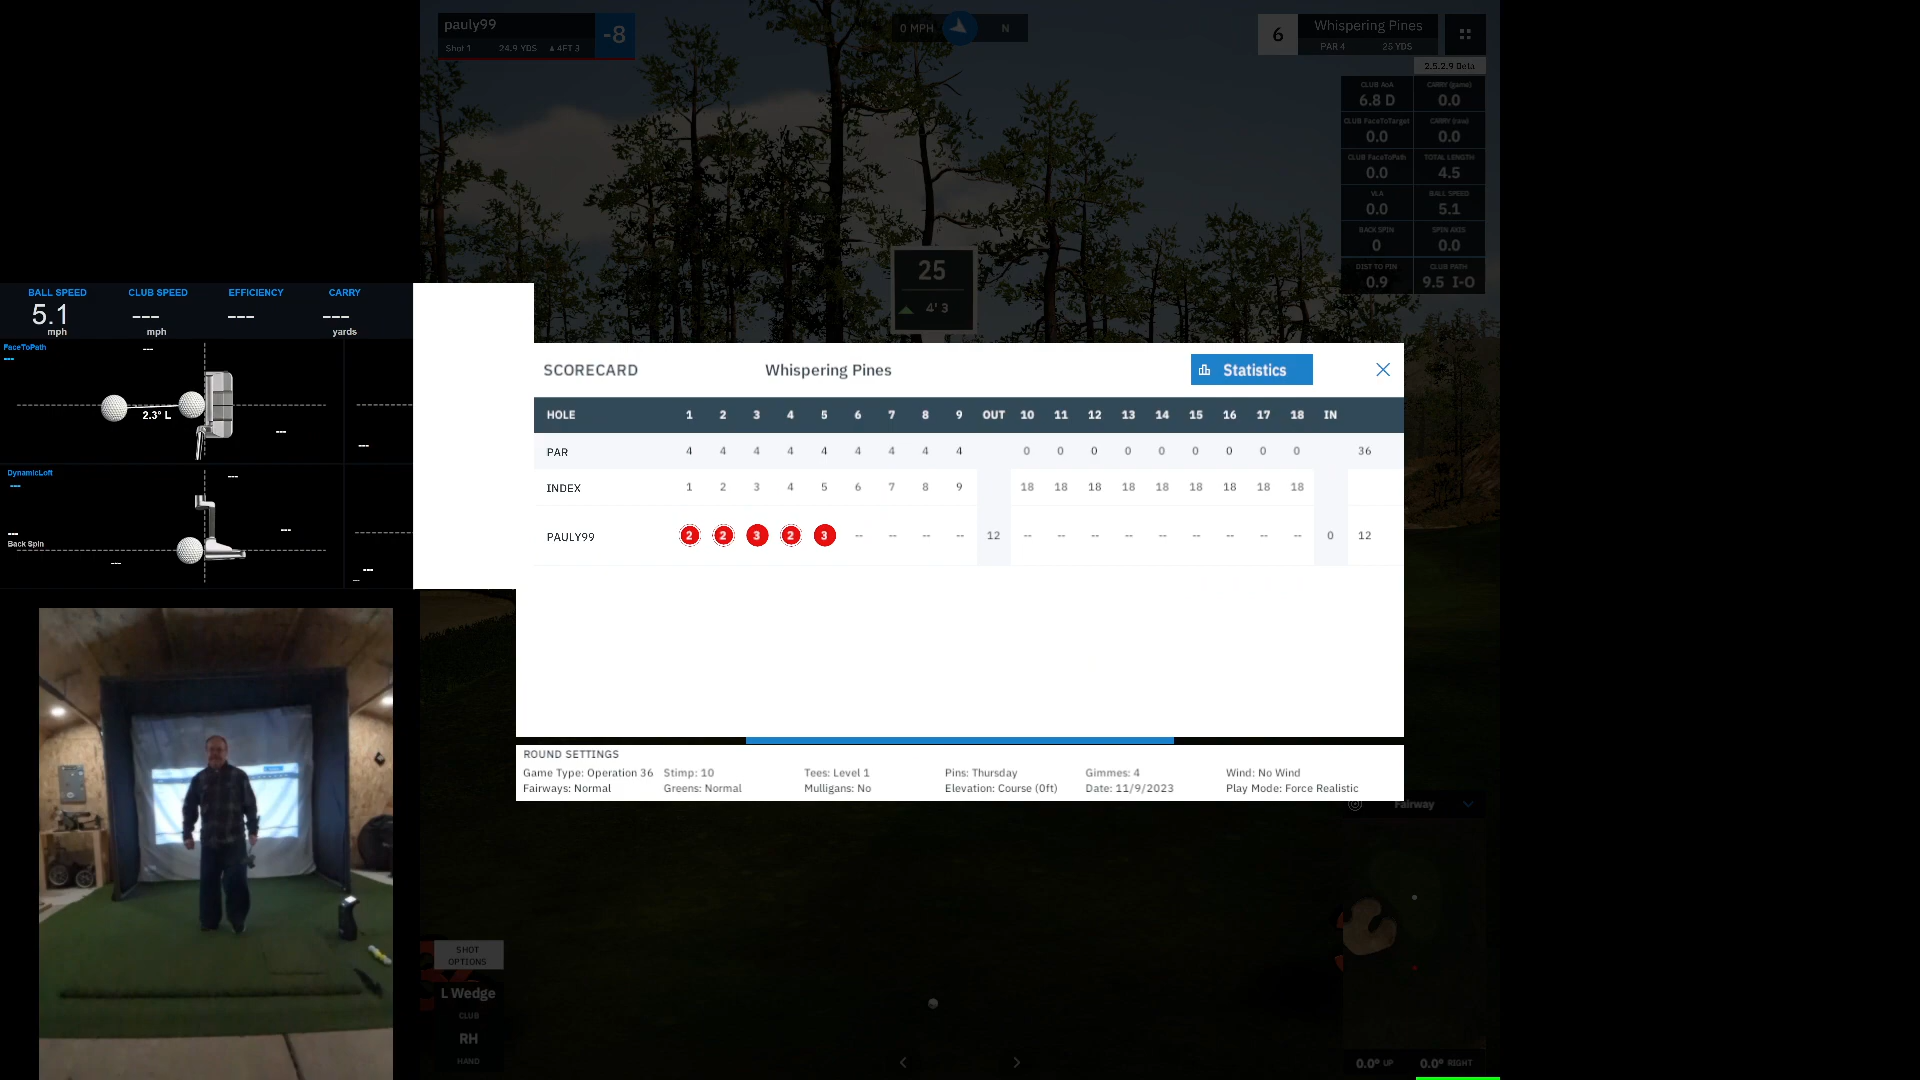 pauly99
Shot 1 24.9 YDS ▲4FT 3
-8
0 MPH N
6
Whispering Pines
PAR 4 25 YDS
2.5.2.9 Beta
CLUB AoA CARRY (game)
6.8 D 0.0
CLUB FaceToTarget CARRY (raw)
0.0 0.0
CLUB FaceToPath TOTAL LENGTH
0.0 4.5
VLA BALL SPEED
0.0 5.1
BACK SPIN SPIN AXIS
0 0.0
DIST TO PIN CLUB PATH
0.9 9.5 I-O
25
4' 3
BALL SPEED CLUB SPEED EFFICIENCY CARRY
5.1 --- --- ---
mph mph yards
FaceToPath
---
---
2.3° L
---
---
DynamicLoft
---
---
---
---
Back Spin
---
---
---
SCORECARD Whispering Pines Statistics
HOLE 1 2 3 4 5 6 7 8 9 OUT 10 11 12 13 14 15 16 17 18 IN
PAR 4 4 4 4 4 4 4 4 4 0 0 0 0 0 0 0 0 0 36
INDEX 1 2 3 4 5 6 7 8 9 18 18 18 18 18 18 18 18 18
PAULY99 2 2 3 2 3 -- -- -- -- 12 -- -- -- -- -- -- -- -- -- 0 12
ROUND SETTINGS
Game Type: Operation 36 Stimp: 10 Tees: Level 1 Pins: Thursday Gimmes: 4 Wind: No Wind
Fairways: Normal Greens: Normal Mulligans: No Elevation: Course (0ft) Date: 11/9/2023 Play Mode: Force Realistic
Fairway
SHOT
OPTIONS
L Wedge
CLUB
RH
HAND
0.0° UP 0.0° RIGHT